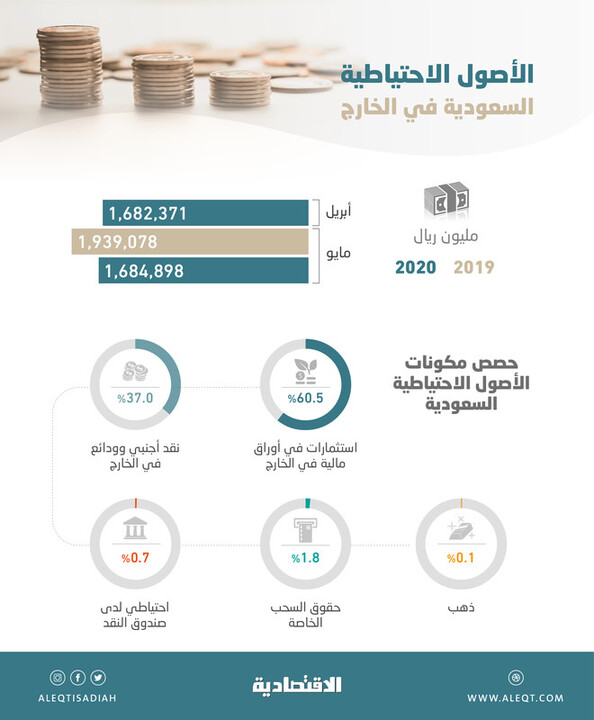 الأصول الاحتياطية
السعودية في الخارج
مليون ريال
2019 2020
أبريل
1,682,371
مايو
1,939,078
1,684,898
حصص مكونات
الأصول الاحتياطية
السعودية
%60.5
استثمارات في أوراق
مالية في الخارج
%37.0
نقد أجنبي وودائع
في الخارج
%0.1
ذهب
%1.8
حقوق السحب
الخاصة
%0.7
احتياطي لدى
صندوق النقد
WWW.ALEQT.COM
الاقتصادية
ALEQTISADIAH